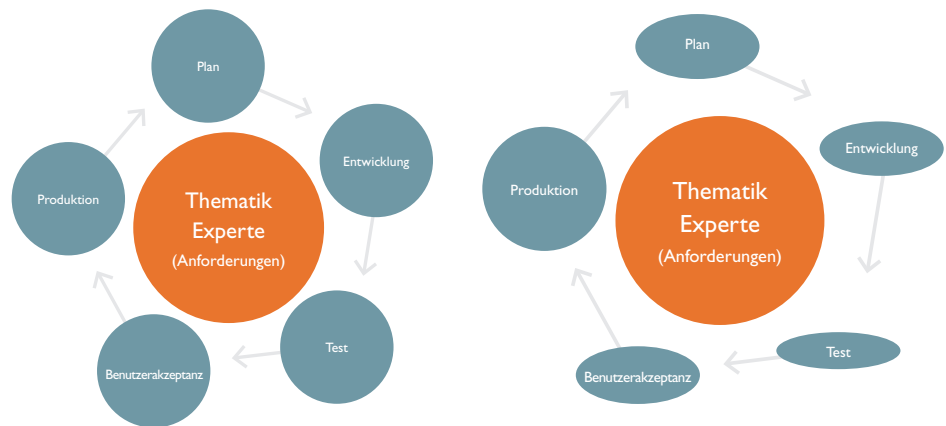 Plan
Entwicklung
Produktion
Thematik
Experte
(Anforderungen)
Test
Benutzerakzeptanz
Plan
Entwicklung
Produktion
Thematik
Experte
(Anforderungen)
Test
Benutzerakzeptanz